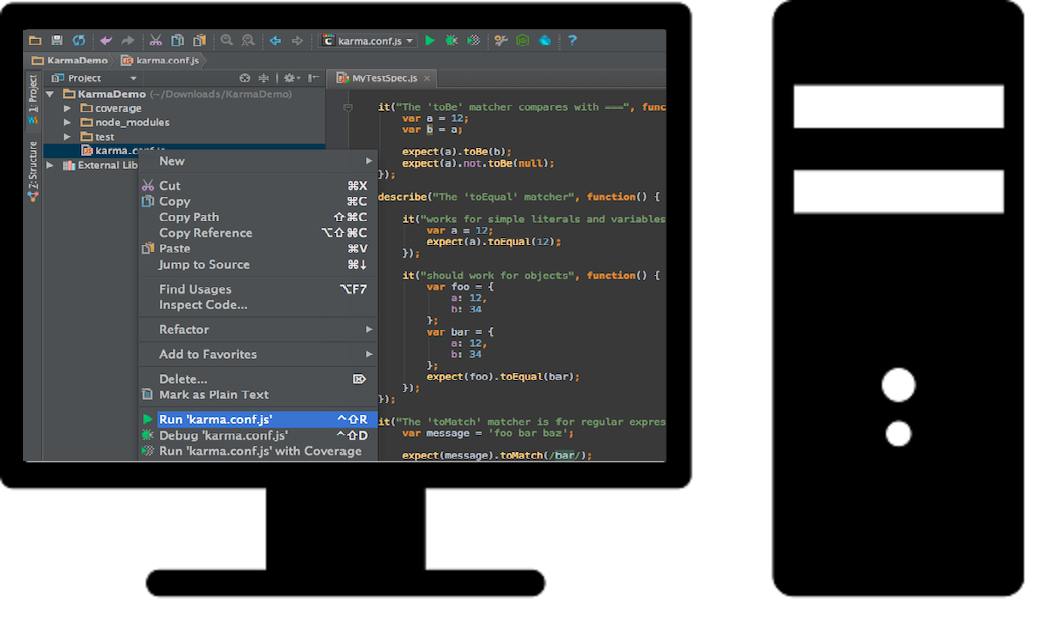 karma.conf.js
KarmaDemo karma.conf.js
1: Project
Z: Structure
Project
KarmaDemo (~/Downloads/KarmaDemo)
coverage
node_modules
test
karma.conf.js
External Lib
New
Cut ⌘X
Copy ⌘C
Copy Path ⇧⌘C
Copy Reference ⌥⇧⌘C
Paste ⌘V
Jump to Source ⌘↓
Find Usages ⌥F7
Inspect Code...
Refactor
Add to Favorites
Delete... ⌦
Mark as Plain Text
Run 'karma.conf.js' ^⇧R
Debug 'karma.conf.js' ^⇧D
Run 'karma.conf.js' with Coverage
MyTestSpec.js
it("The 'toBe' matcher compares with ===", func
var a = 12;
var b = a;
expect(a).toBe(b);
expect(a).not.toBe(null);
});
describe("The 'toEqual' matcher", function() {
it("works for simple literals and variables
var a = 12;
expect(a).toEqual(12);
});
it("should work for objects", function() {
var foo = {
a: 12,
b: 34
};
var bar = {
a: 12,
b: 34
};
expect(foo).toEqual(bar);
});
});
it("The 'toMatch' matcher is for regular expres
var message = 'foo bar baz';
expect(message).toMatch(/bar/);